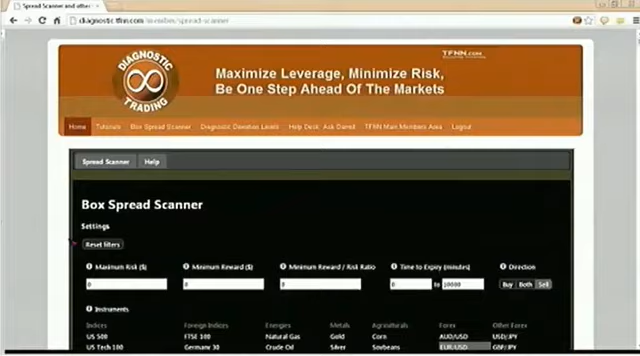 Spread Scanner and other
diagnostic.tfnn.com
TFNN.COM
DIAGNOSTIC
TRADING
Maximize Leverage, Minimize Risk,
Be One Step Ahead Of The Markets
Home Tutorials Box Spread Scanner Diagnostic Donation Levels Help Desk: Ask Darrell TFNN Main Members Area Logout
Spread Scanner Help
Box Spread Scanner
Settings
Reset filters
Maximum Risk ($) Minimum Reward ($) Minimum Reward / Risk Ratio Time to Expiry (minutes) Direction
0 0 0 0 to 10000 Buy Both Sell
Instruments
Indices Foreign Indices Energies Metals Agriculturals Forex Other Forex
US 500 FTSE 100 Natural Gas Gold Corn AUD/USD USD/JPY
US Tech 100 Germany 30 Crude Oil Silver Soybeans EUR/USD GBP/JPY